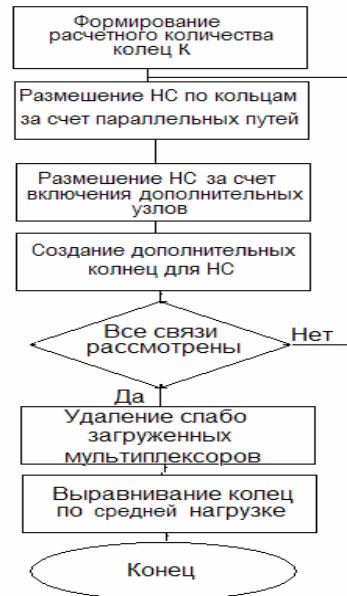 Формирование
расчетного количества
колец К
Размешение НС по кольцам
за счет параллельных путей
Размешение НС за счет
включения дополнительных
узлов
Создание дополнительных
колнец для НС
Все связи
рассмотрены
Нет
Да
Удаление слабо
загруженных
мультиплексоров
Выравнивание колец
по средней нагрузке
Конец